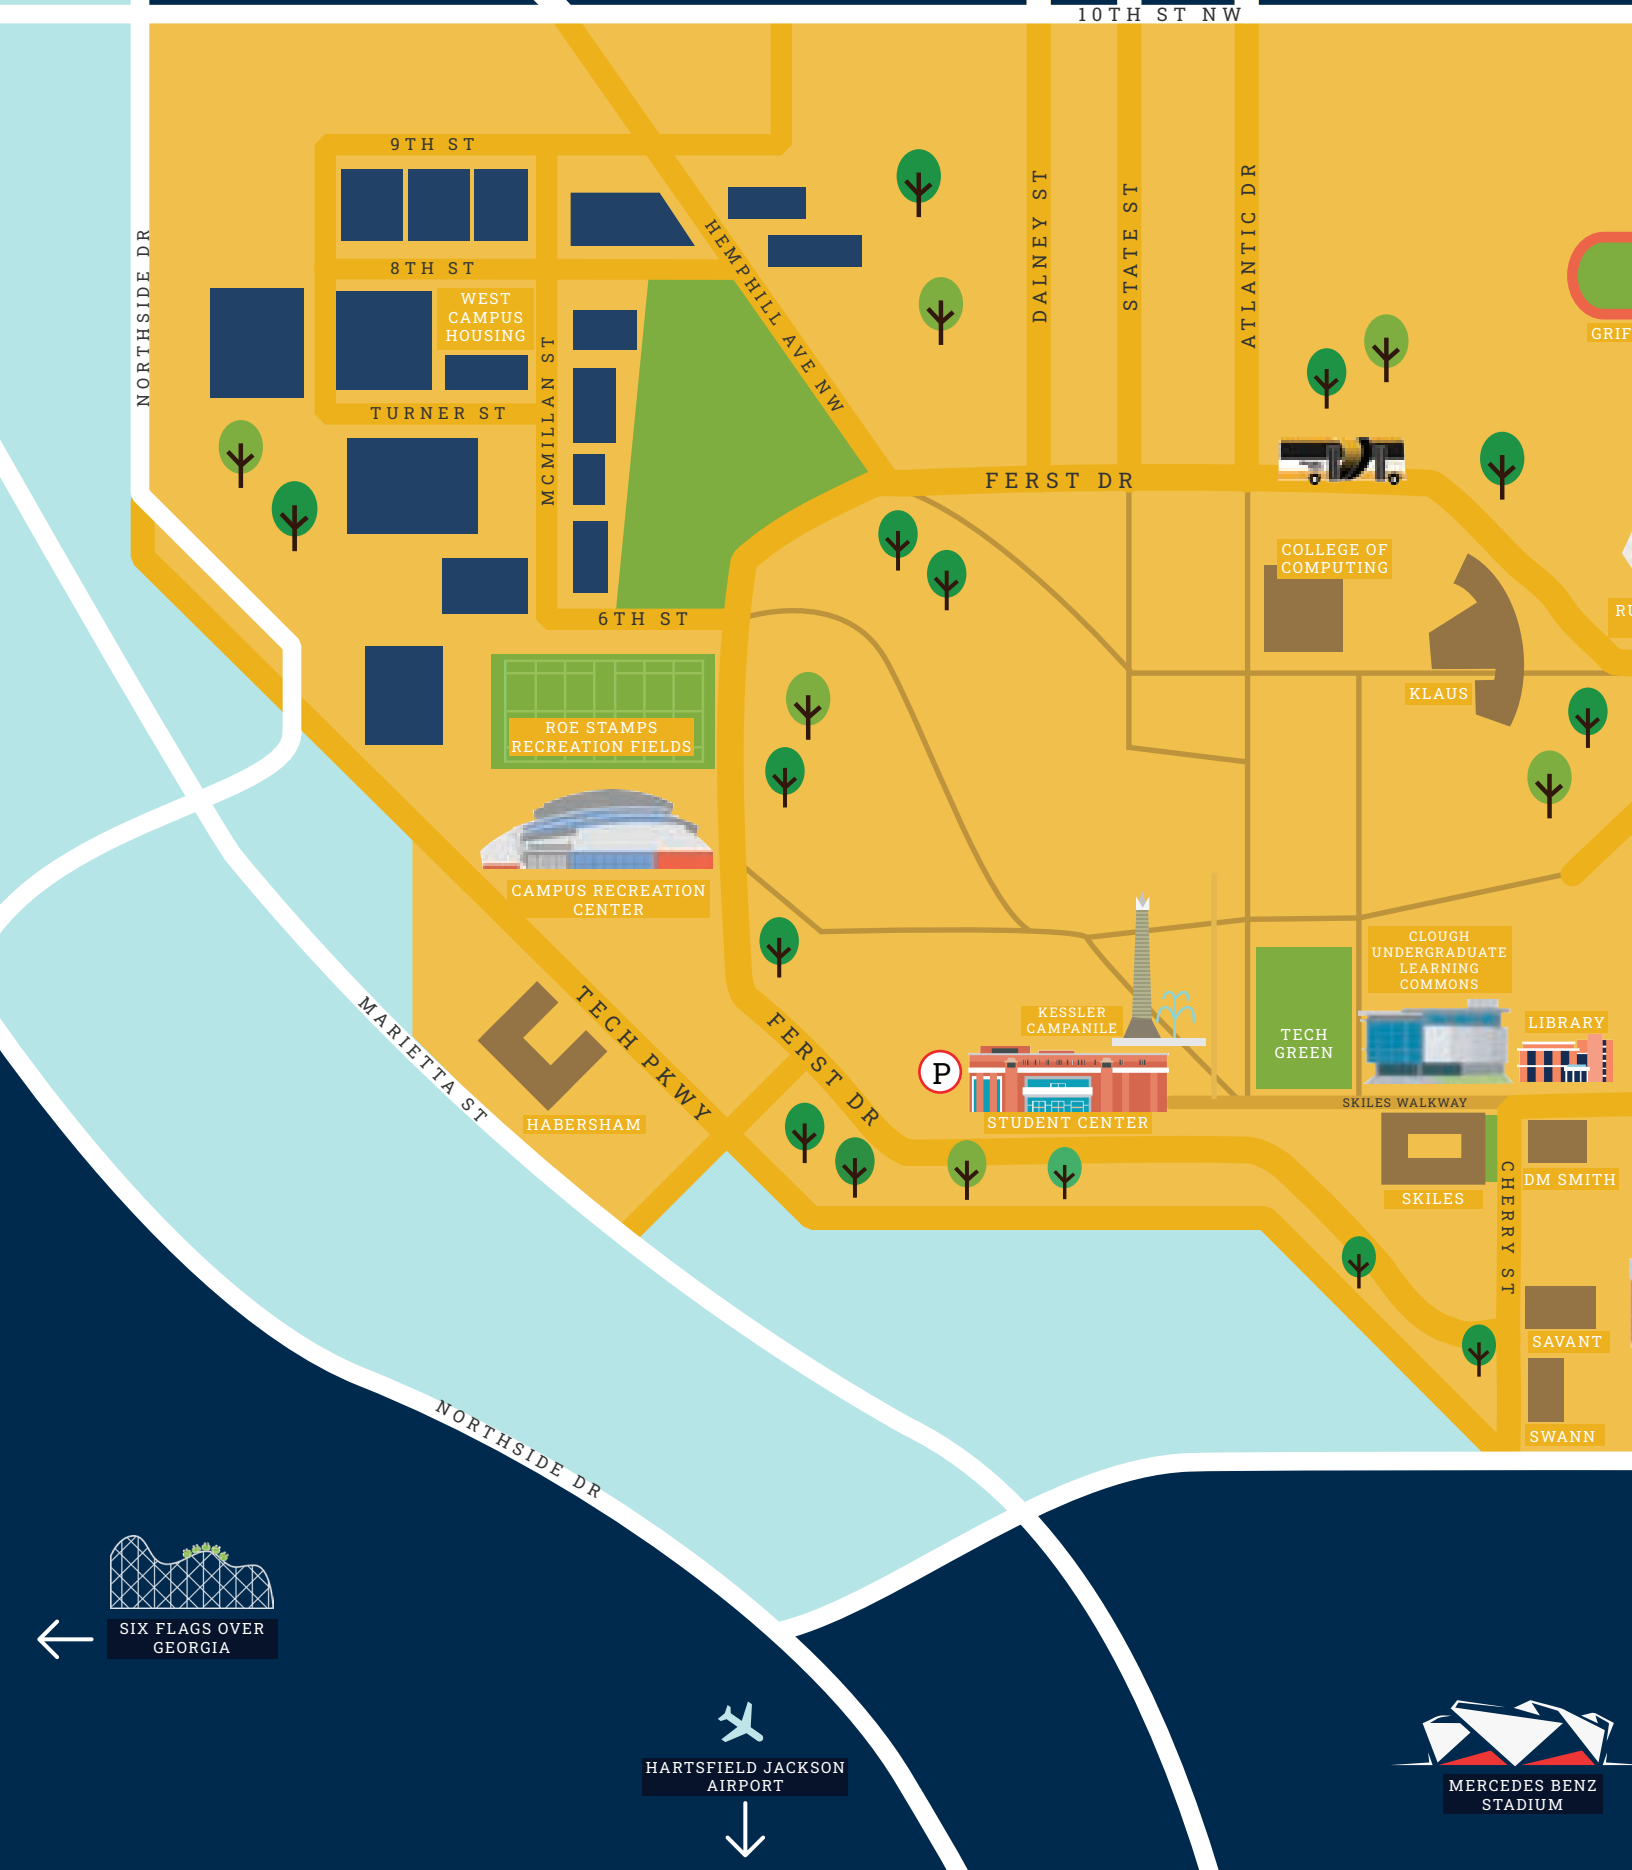 10TH ST NW
9TH ST
NORTHSIDE DR
HEMPHILL AVE NW
DALNEY ST
STATE ST
ATLANTIC DR
8TH ST
WEST
CAMPUS
HOUSING
MCMILLAN ST
GRIF
TURNER ST
FERST DR
COLLEGE OF
COMPUTING
6TH ST
RU
KLAUS
ROE STAMPS
RECREATION FIELDS
CAMPUS RECREATION
CENTER
CLOUGH
UNDERGRADUATE
LEARNING
COMMONS
TECH PKWY
MARIETTA ST
FERST DR
KESSLER
CAMPANILE
TECH
GREEN
LIBRARY
P
HABERSHAM
STUDENT CENTER
SKILES WALKWAY
CHERRY ST
DM SMITH
SKILES
SAVANT
SWANN
NORTHSIDE DR
SIX FLAGS OVER
GEORGIA
HARTSFIELD JACKSON
AIRPORT
MERCEDES BENZ
STADIUM